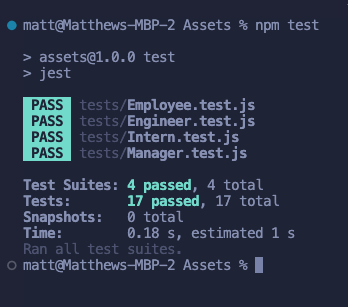 matt@Matthews-MBP-2 Assets % npm test
> assets@1.0.0 test
> jest
PASS tests/Employee.test.js
PASS tests/Engineer.test.js
PASS tests/Intern.test.js
PASS tests/Manager.test.js
Test Suites: 4 passed, 4 total
Tests: 17 passed, 17 total
Snapshots: 0 total
Time: 0.18 s, estimated 1 s
Ran all test suites.
matt@Matthews-MBP-2 Assets %